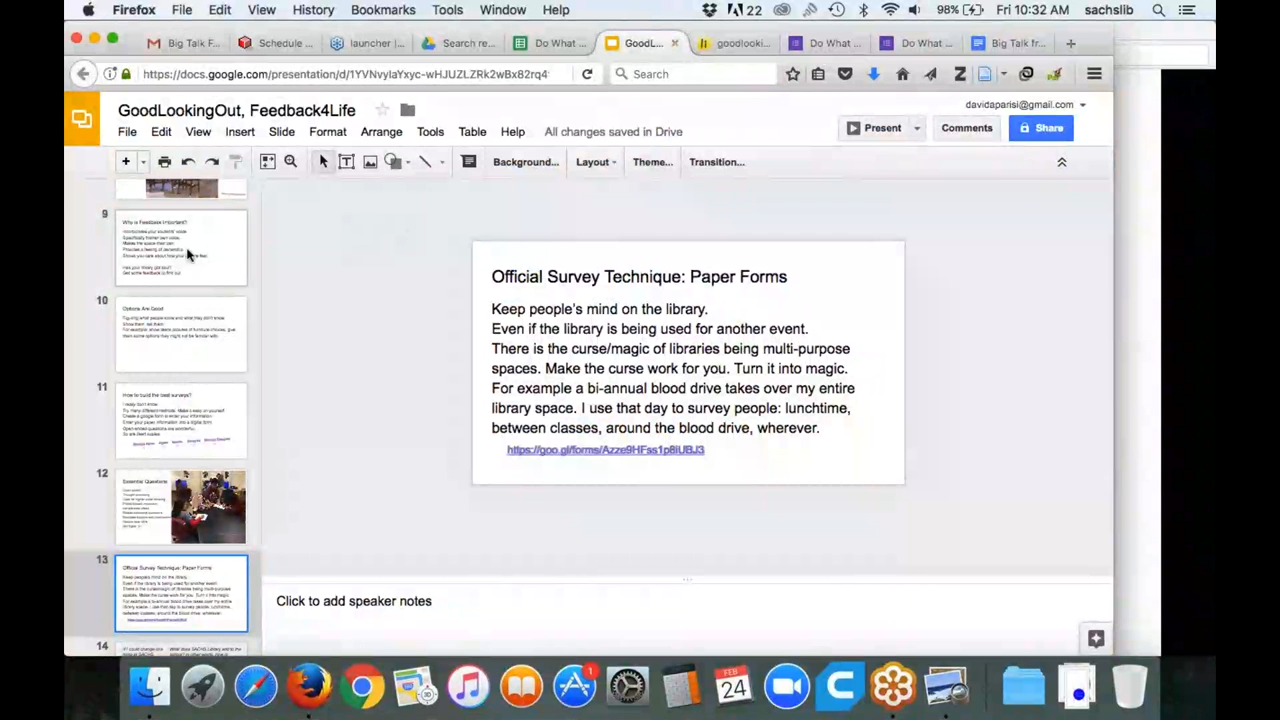 Firefox File Edit View History Bookmarks Tools Window Help 22 98% Fri 10:32 AM sachslib
Big Talk F Schedule launcher | Search re Do What ... GoodL... goodlooki Do What ... Do What ... Big Talk fr
https://docs.google.com/presentation/d/1YVNvylaYxyc-wHJUZLZRk2wBx82rq4 Search
GoodLookingOut, Feedback4Life
davidaparisi@gmail.com
File Edit View Insert Slide Format Arrange Tools Table Help All changes saved in Drive
Present Comments Share
Background... Layout Theme... Transition...
9
Why is Feedback Important?
10
Options Are Good
11
How to build the best surveys?
12
Essential Questions
13
Official Survey Technique: Paper Forms
14
Official Survey Technique: Paper Forms
Keep people's mind on the library.
Even if the library is being used for another event.
There is the curse/magic of libraries being multi-purpose
spaces. Make the curse work for you. Turn it into magic.
For example a bi-annual blood drive takes over my entire
library space. I use that day to survey people: lunchtime,
between classes, around the blood drive, wherever.
https://goo.gl/forms/Azze9HFss1p8iUBJ3
Click to add speaker notes
3D
1
FEB
24